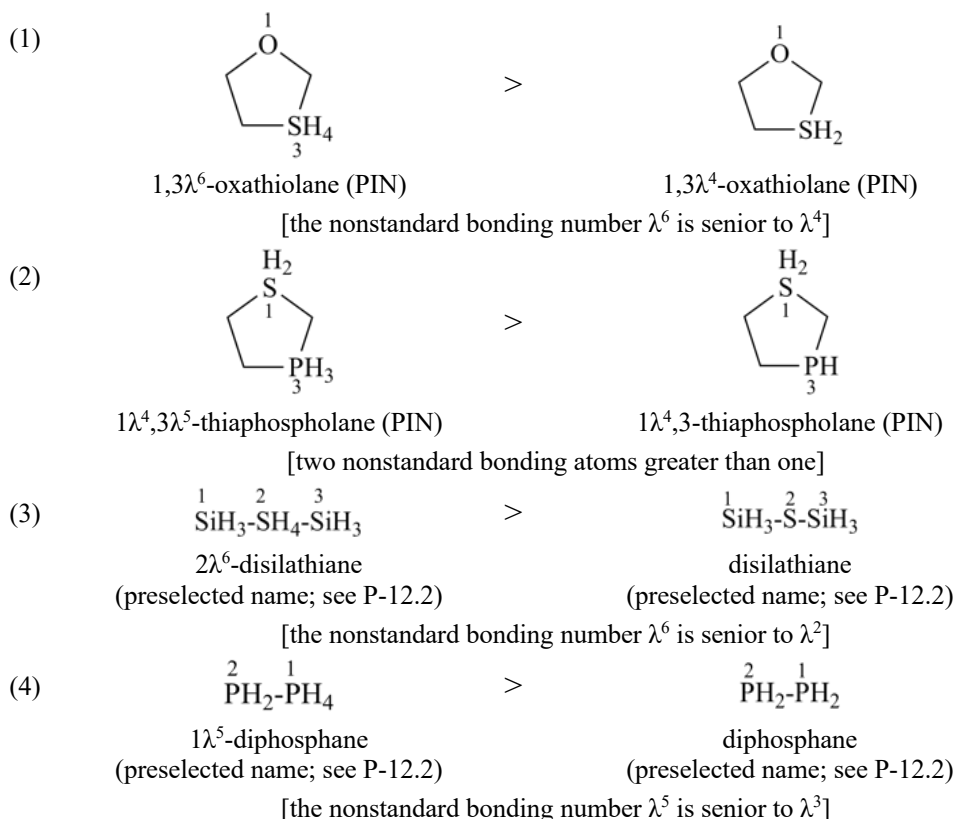 (1)
1
O
SH₄
3
>
1
O
SH₂
1,3λ⁶-oxathiolane (PIN) 1,3λ⁴-oxathiolane (PIN)
[the nonstandard bonding number λ⁶ is senior to λ⁴]
(2)
H₂
S
1
PH₃
3
>
H₂
S
1
PH
3
1λ⁴,3λ⁵-thiaphospholane (PIN) 1λ⁴,3-thiaphospholane (PIN)
[two nonstandard bonding atoms greater than one]
(3)
1 2 3
SiH₃-SH₄-SiH₃
>
1 2 3
SiH₃-S-SiH₃
2λ⁶-disilathiane disilathiane
(preselected name; see P-12.2) (preselected name; see P-12.2)
[the nonstandard bonding number λ⁶ is senior to λ²]
(4)
2 1
PH₂-PH₄
>
2 1
PH₂-PH₂
1λ⁵-diphosphane diphosphane
(preselected name; see P-12.2) (preselected name; see P-12.2)
[the nonstandard bonding number λ⁵ is senior to λ³]